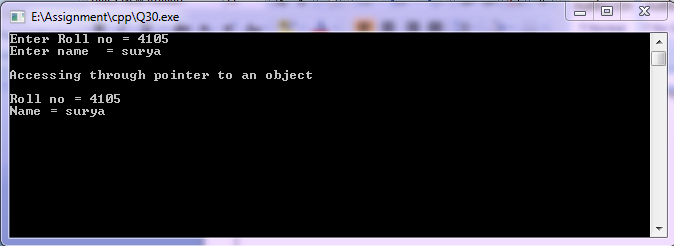 E:\Assignment\cpp\Q30.exe
Enter Roll no = 4105
Enter name  = surya
Accessing through pointer to an object
Roll no = 4105
Name = surya